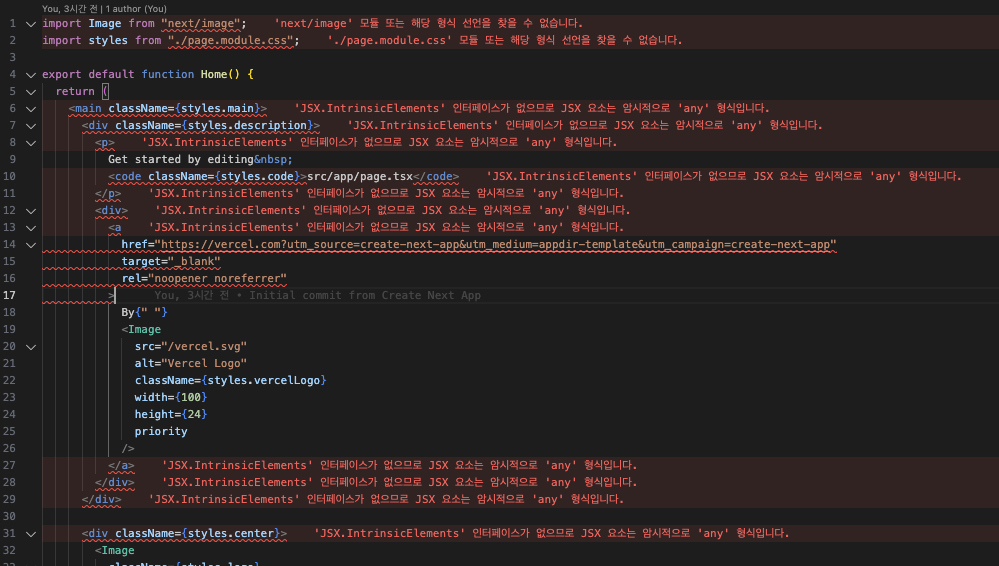 You, 3시간 전 | 1 author (You)
1 import Image from "next/image"; 'next/image' 모듈 또는 해당 형식 선언을 찾을 수 없습니다.
2 import styles from "./page.module.css"; './page.module.css' 모듈 또는 해당 형식 선언을 찾을 수 없습니다.
3
4 export default function Home() {
5 return (
6 <main className={styles.main}> 'JSX.IntrinsicElements' 인터페이스가 없으므로 JSX 요소는 암시적으로 'any' 형식입니다.
7 <div className={styles.description}> 'JSX.IntrinsicElements' 인터페이스가 없으므로 JSX 요소는 암시적으로 'any' 형식입니다.
8 <p> 'JSX.IntrinsicElements' 인터페이스가 없으므로 JSX 요소는 암시적으로 'any' 형식입니다.
9 Get started by editing&nbsp;
10 <code className={styles.code}>src/app/page.tsx</code> 'JSX.IntrinsicElements' 인터페이스가 없으므로 JSX 요소는 암시적으로 'any' 형식입니다.
11 </p> 'JSX.IntrinsicElements' 인터페이스가 없으므로 JSX 요소는 암시적으로 'any' 형식입니다.
12 <div> 'JSX.IntrinsicElements' 인터페이스가 없으므로 JSX 요소는 암시적으로 'any' 형식입니다.
13 <a 'JSX.IntrinsicElements' 인터페이스가 없으므로 JSX 요소는 암시적으로 'any' 형식입니다.
14 href="https://vercel.com?utm_source=create-next-app&utm_medium=appdir-template&utm_campaign=create-next-app"
15 target="_blank"
16 rel="noopener noreferrer"
17 > You, 3시간 전 • Initial commit from Create Next App
18 By{" "}
19 <Image
20 src="/vercel.svg"
21 alt="Vercel Logo"
22 className={styles.vercelLogo}
23 width={100}
24 height={24}
25 priority
26 />
27 </a> 'JSX.IntrinsicElements' 인터페이스가 없으므로 JSX 요소는 암시적으로 'any' 형식입니다.
28 </div> 'JSX.IntrinsicElements' 인터페이스가 없으므로 JSX 요소는 암시적으로 'any' 형식입니다.
29 </div> 'JSX.IntrinsicElements' 인터페이스가 없으므로 JSX 요소는 암시적으로 'any' 형식입니다.
30
31 <div className={styles.center}> 'JSX.IntrinsicElements' 인터페이스가 없으므로 JSX 요소는 암시적으로 'any' 형식입니다.
32 <Image